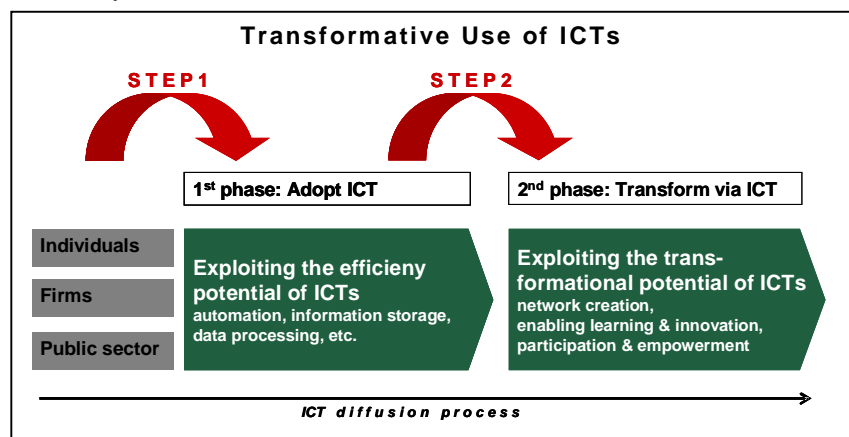 Transformative Use of ICTs
STEP1
STEP2
1st phase: Adopt ICT
2nd phase: Transform via ICT
Individuals
Firms
Public sector
Exploiting the efficieny
potential of ICTs
automation, information storage,
data processing, etc.
Exploiting the trans-
formational potential of ICTs
network creation,
enabling learning & innovation,
participation & empowerment
ICT diffusion process